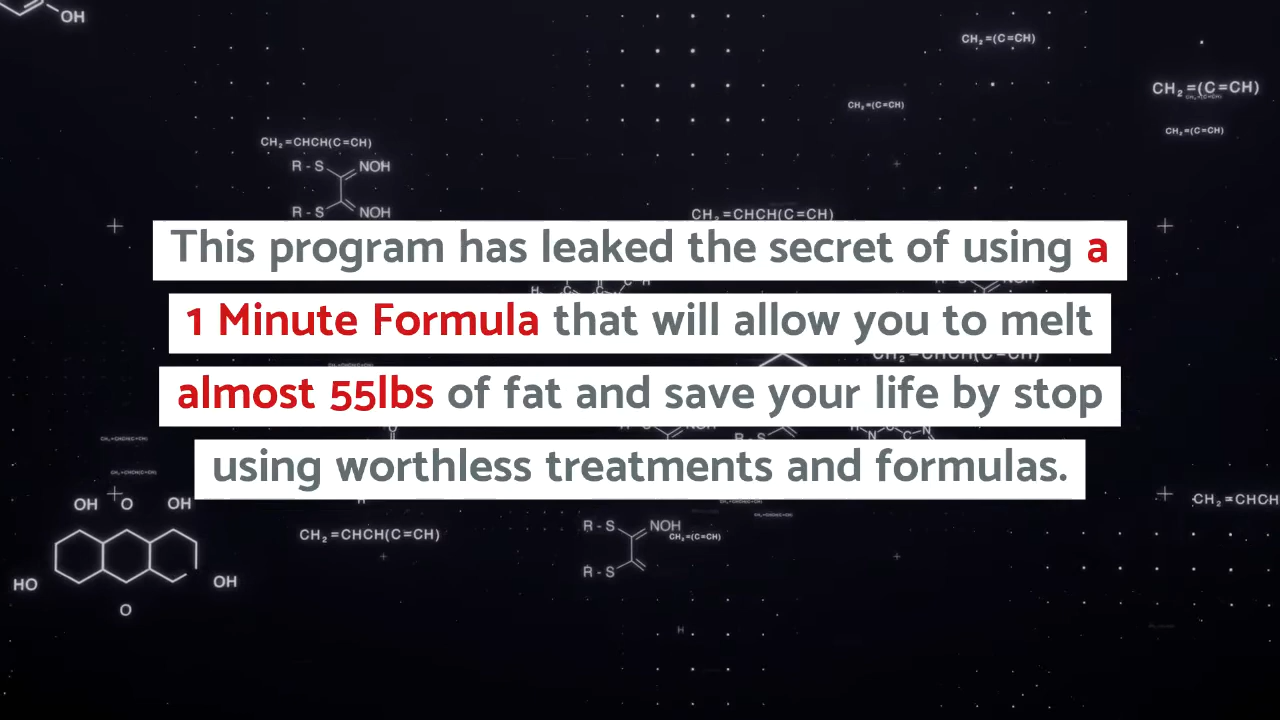 OH
CH₂=(C=CH)
CH₂=(C=CH)
CH₂=(C=CH)
CH₂=(C=CH)
CH₂=CHCH(C=CH)
R - S NOH
R - S NOH
CH₂=CHCH(C=CH)
This program has leaked the secret of using a
1 Minute Formula that will allow you to melt
almost 55lbs of fat and save your life by stop
using worthless treatments and formulas.
OH O OH
HO OH
O
CH₂=CHCH(C=CH)
R - S NOH
CH₂=(C=CH)
R - S
CH₂=CHCH
H